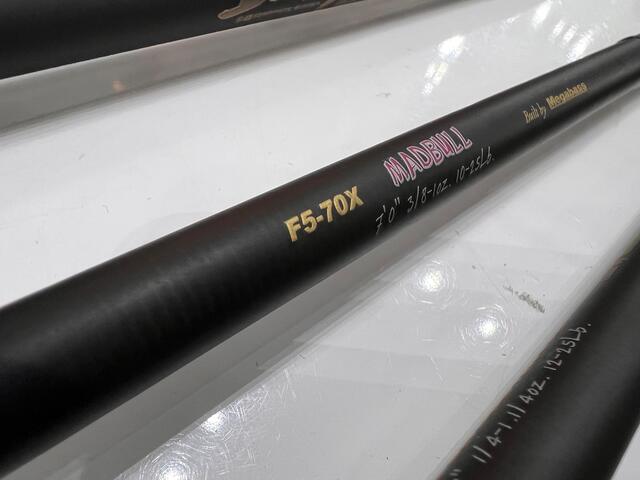 F5-70X
MADBULL
7'0" 3/8-1oz. 10-25Lb.
Built by Megabass
1/4-1.1/4oz. 12-25Lb.